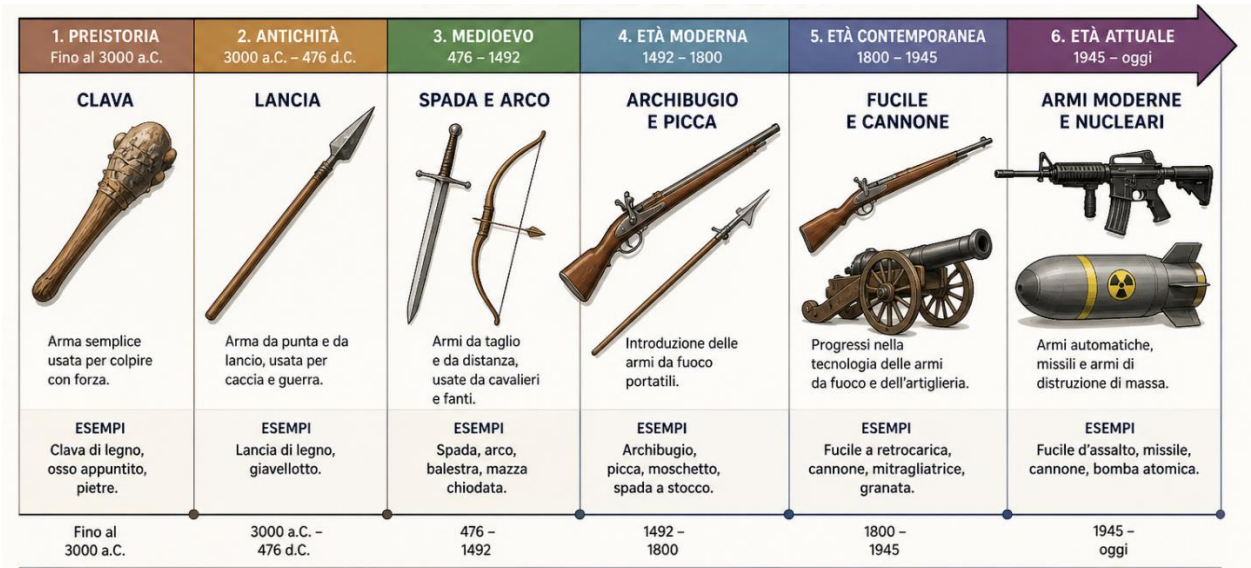 1. PREISTORIA
Fino al 3000 a.C.
2. ANTICHITÀ
3000 a.C. – 476 d.C.
3. MEDIOEVO
476 – 1492
4. ETÀ MODERNA
1492 – 1800
5. ETÀ CONTEMPORANEA
1800 – 1945
6. ETÀ ATTUALE
1945 – oggi
CLAVA
LANCIA
SPADA E ARCO
ARCHIBUGIO
E PICCA
FUCILE
E CANNONE
ARMI MODERNE
E NUCLEARI
Arma semplice
usata per colpire
con forza.
Arma da punta e da
lancio, usata per
caccia e guerra.
Armi da taglio
e da distanza,
usate da cavalieri
e fanti.
Introduzione delle
armi da fuoco
portatili.
Progressi nella
tecnologia delle armi
da fuoco e dell'artiglieria.
Armi automatiche,
missili e armi di
distruzione di massa.
ESEMPI
Clava di legno,
osso appuntito,
pietre.
ESEMPI
Lancia di legno,
giavellotto.
ESEMPI
Spada, arco,
balestra, mazza
chiodata.
ESEMPI
Archibugio,
picca, moschetto,
spada a stocco.
ESEMPI
Fucile a retrocarica,
cannone, mitragliatrice,
granata.
ESEMPI
Fucile d'assalto, missile,
cannone, bomba atomica.
Fino al
3000 a.C.
3000 a.C. –
476 d.C.
476 –
1492
1492 –
1800
1800 –
1945
1945 –
oggi